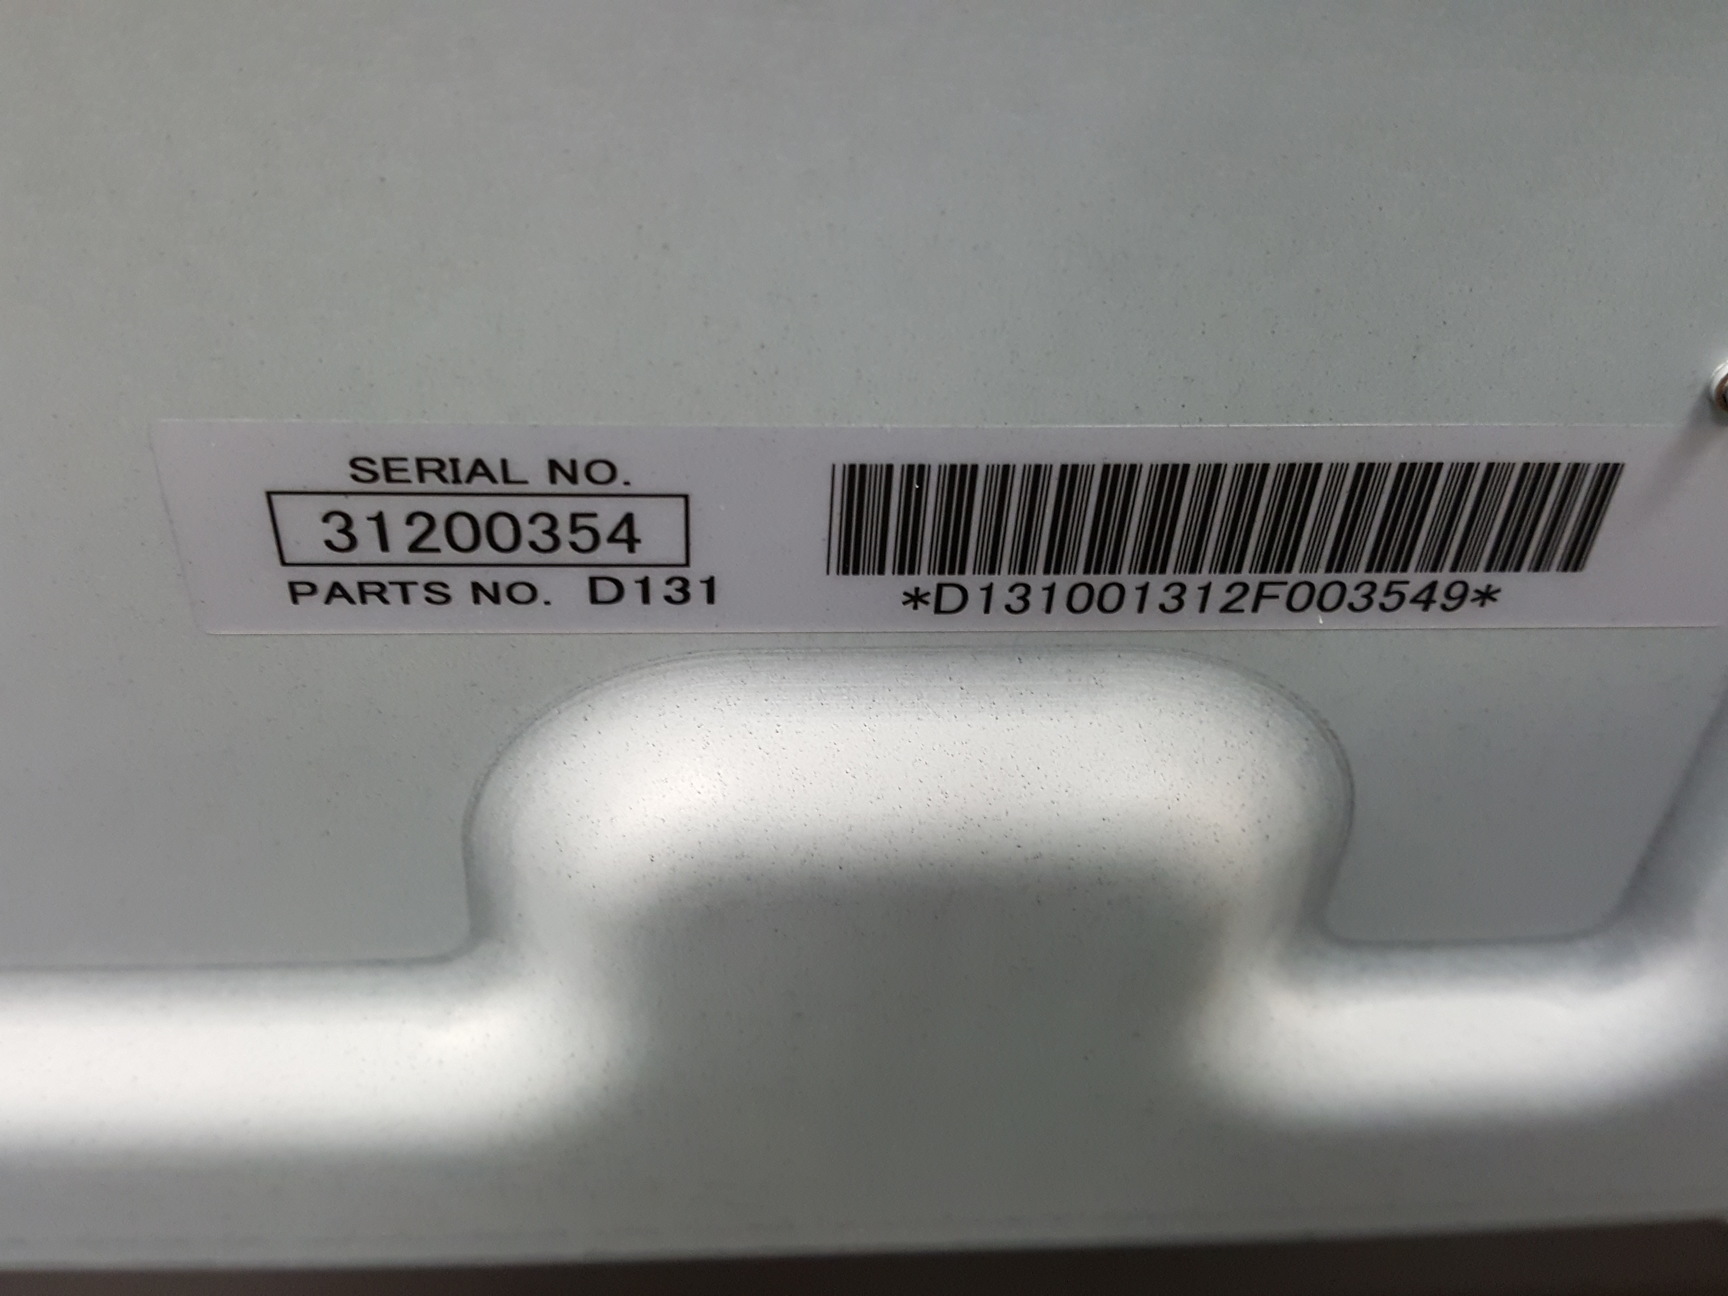 SERIAL NO.
31200354
PARTS NO. D131
*D131001312F003549*